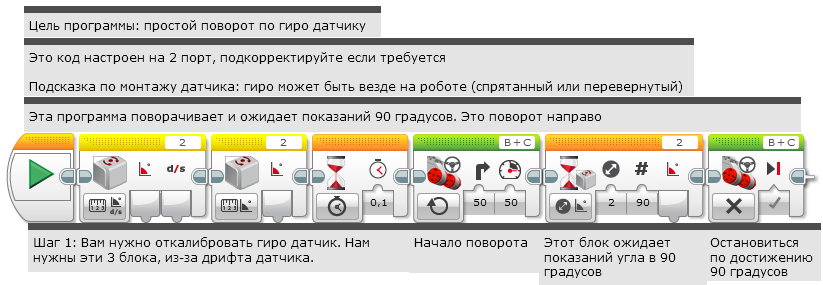 Цель программы: простой поворот по гиро датчику
Это код настроен на 2 порт, подкорректируйте если требуется
Подсказка по монтажу датчика: гиро может быть везде на роботе (спрятанный или перевернутый)
Эта программа поворачивает и ожидает показаний 90 градусов. Это поворот направо
2
2
B+C
2
B+C
d/s
#
d/s
0,1
50
50
2
90
Шаг 1: Вам нужно откалибровать гиро датчик. Нам
нужны эти 3 блока, из-за дрифта датчика.
Начало поворота
Этот блок ожидает
показаний угла в 90
градусов
Остановиться
по достижению
90 градусов